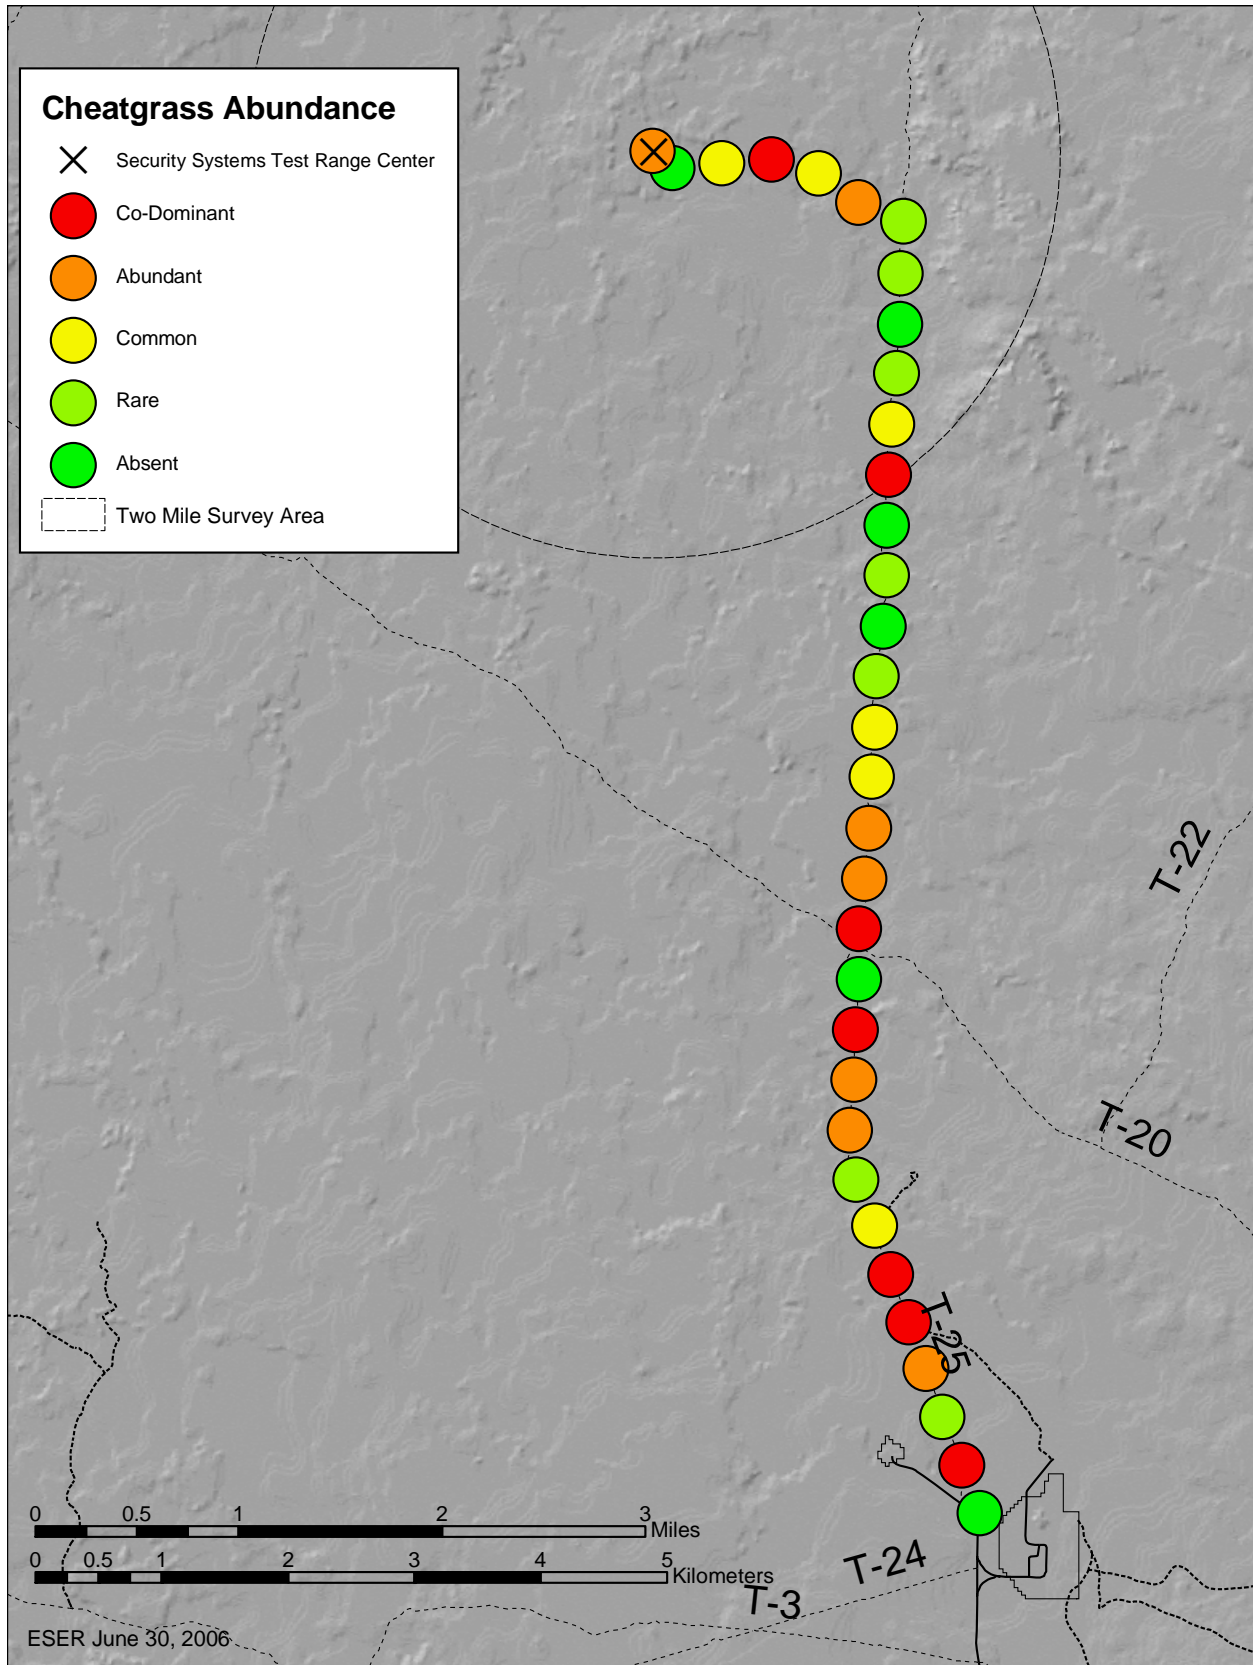 Cheatgrass Abundance
Security Systems Test Range Center
Co-Dominant
Abundant
Common
Rare
Absent
Two Mile Survey Area
T-22
T-20
T-25
0 0.5 1 2 3
Miles
0 0.5 1 2 3 4 5
Kilometers
T-24
T-3
ESER June 30, 2006